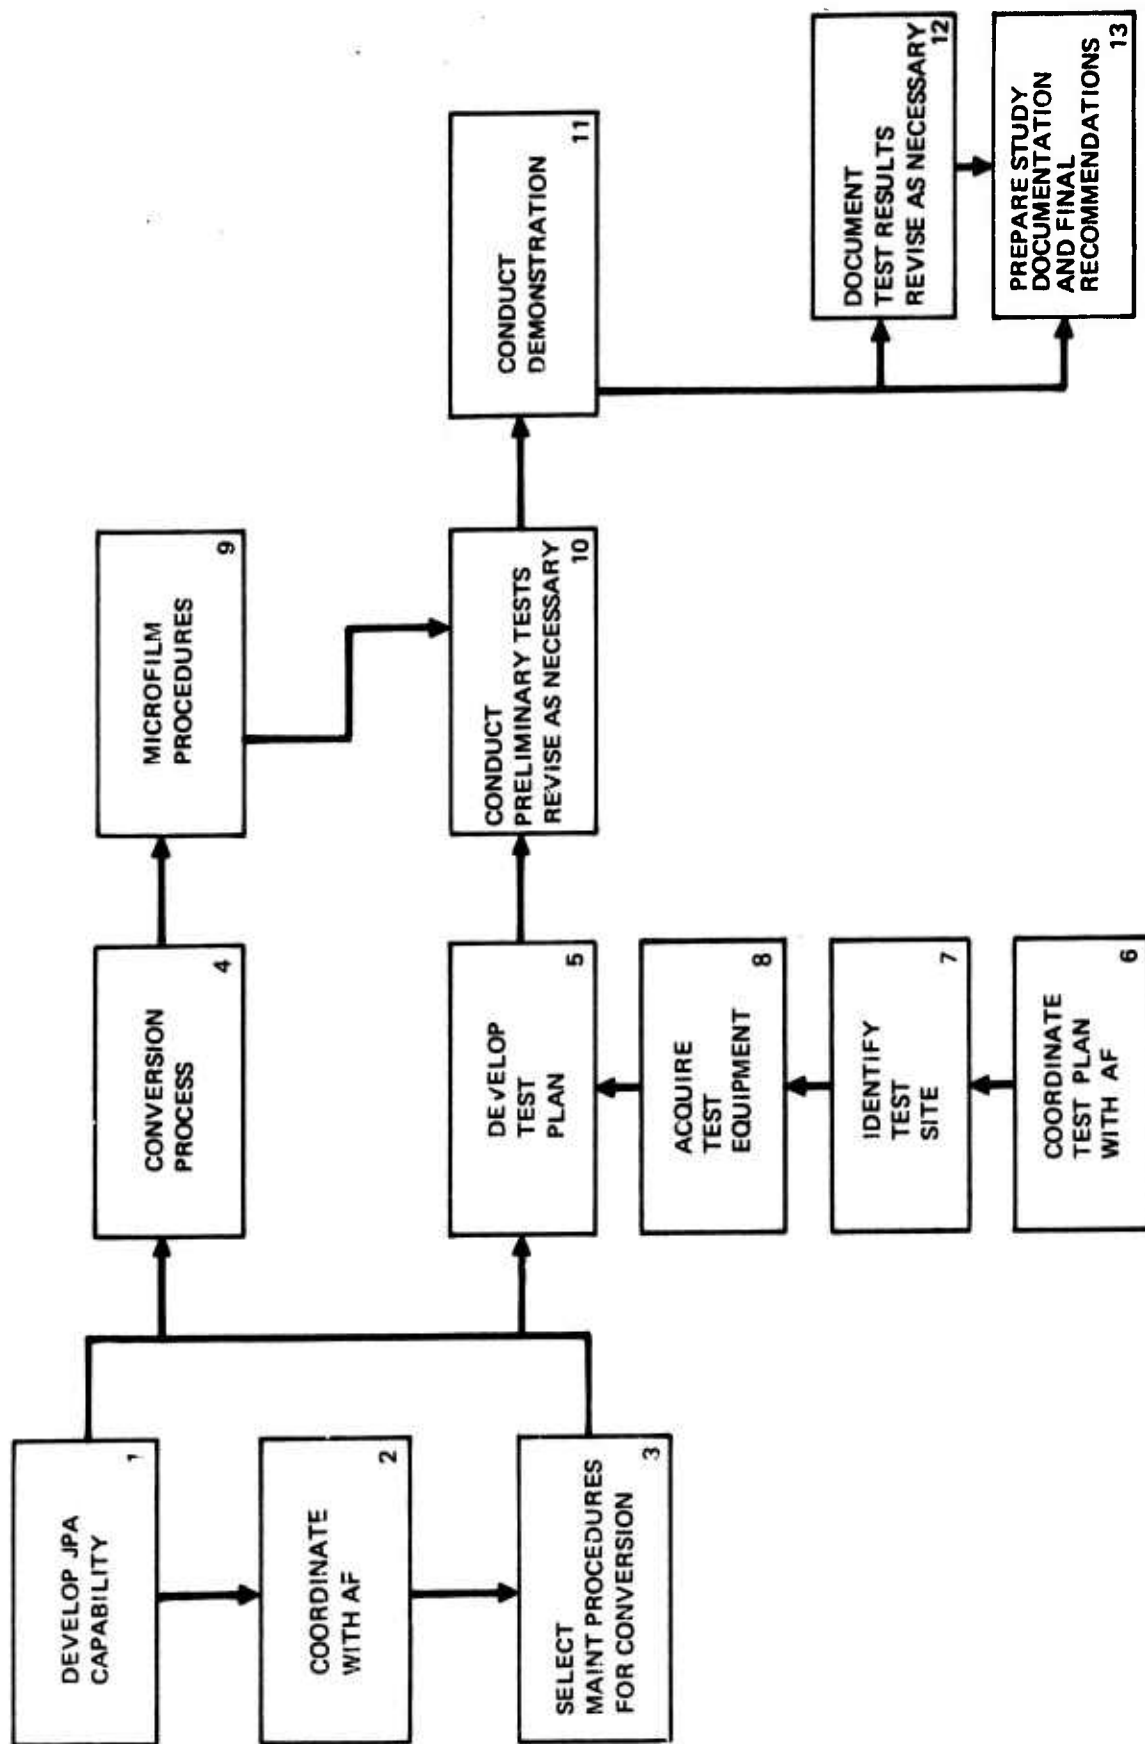 DEVELOP JPA
CAPABILITY
1
COORDINATE
WITH AF
2
SELECT
MAINT PROCEDURES
FOR CONVERSION
3
CONVERSION
PROCESS
4
DEVELOP
TEST
PLAN
5
ACQUIRE
TEST
EQUIPMENT
8
IDENTIFY
TEST
SITE
7
COORDINATE
TEST PLAN
WITH AF
6
MICROFILM
PROCEDURES
9
CONDUCT
PRELIMINARY TESTS
REVISE AS NECESSARY
10
CONDUCT
DEMONSTRATION
11
DOCUMENT
TEST RESULTS
REVISE AS NECESSARY
12
PREPARE STUDY
DOCUMENTATION
AND FINAL
RECOMMENDATIONS
13